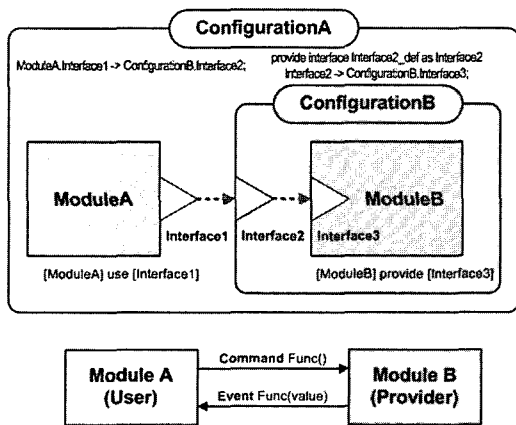 ConfigurationA
ModuleA.Interface1 -> ConfigurationB.Interface2;
provide interface Interface2_def as Interface2
Interface2 -> ConfigurationB.Interface3;
ConfigurationB
ModuleA
ModuleB
Interface1
Interface2
Interface3
[ModuleA] use [Interface1]
[ModuleB] provide [Interface3]
Module A
(User)
Command Func()
Event Func(value)
Module B
(Provider)